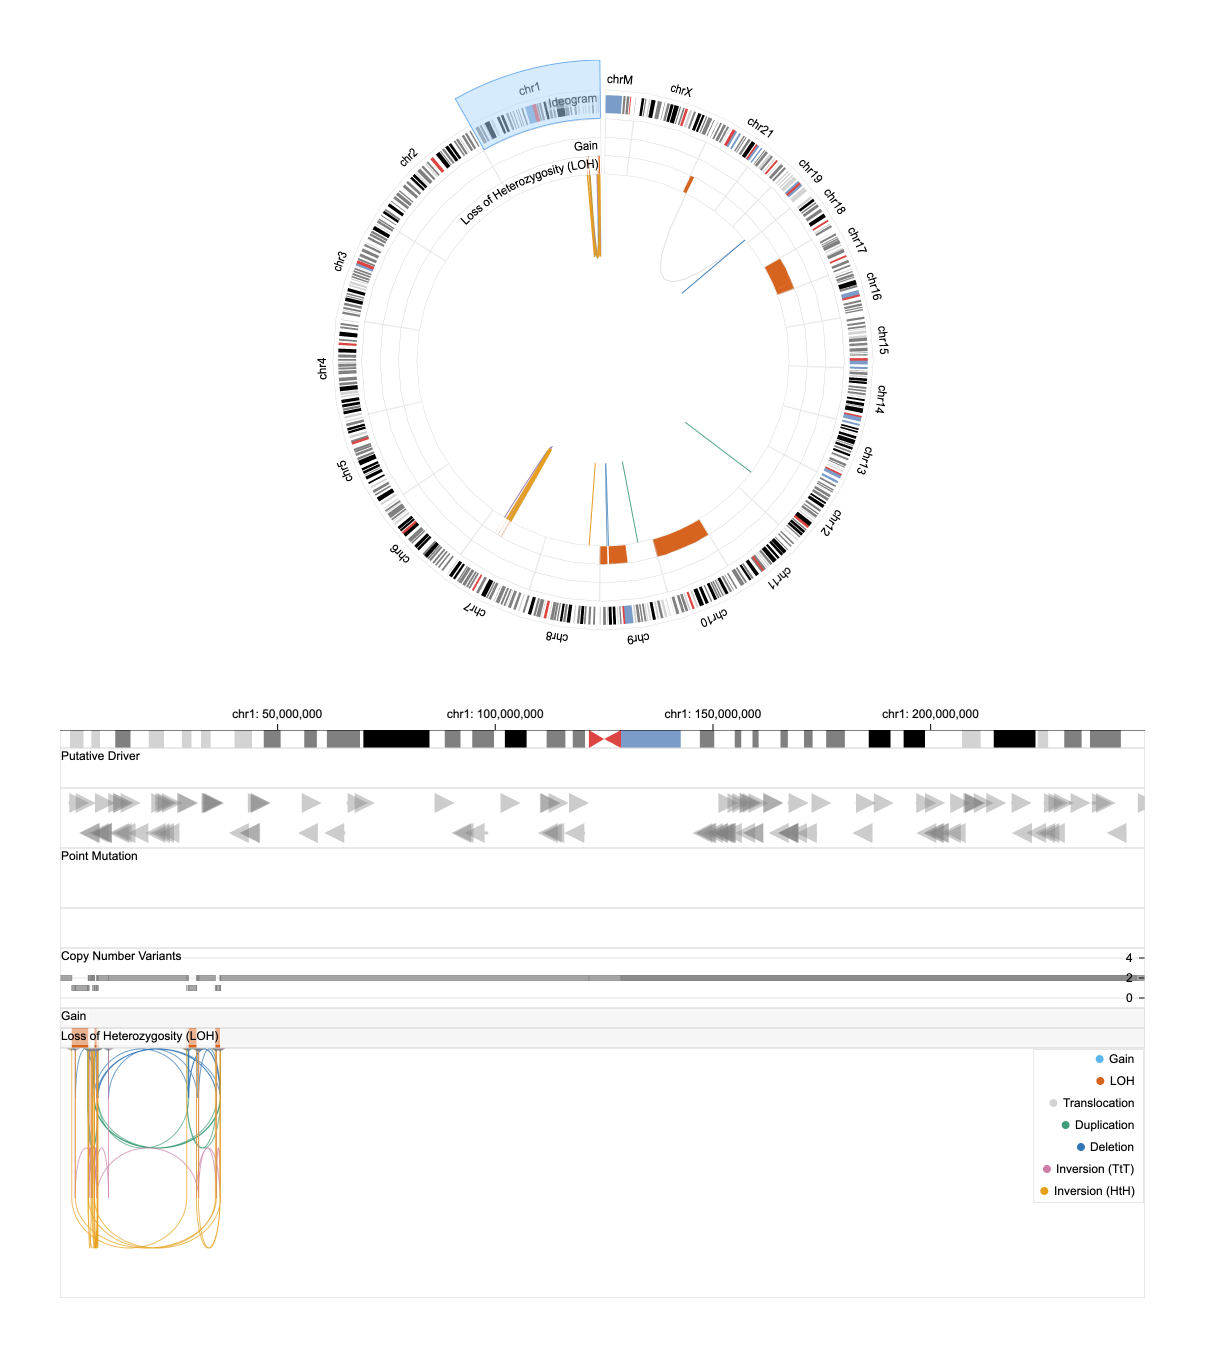 chrM
chrX
chr1
Ideogram
chr21
Gain
chr2
Loss of Heterozygosity (LOH)
chr19
chr18
chr17
chr3
chr16
chr15
chr4
chr14
chr5
chr13
chr12
chr6
chr11
chr7
chr10
chr8
chr9
chr1: 50,000,000 chr1: 100,000,000 chr1: 150,000,000 chr1: 200,000,000
Putative Driver
Point Mutation
Copy Number Variants
4
2
0
Gain
Loss of Heterozygosity (LOH)
Gain
LOH
Translocation
Duplication
Deletion
Inversion (TtT)
Inversion (HtH)